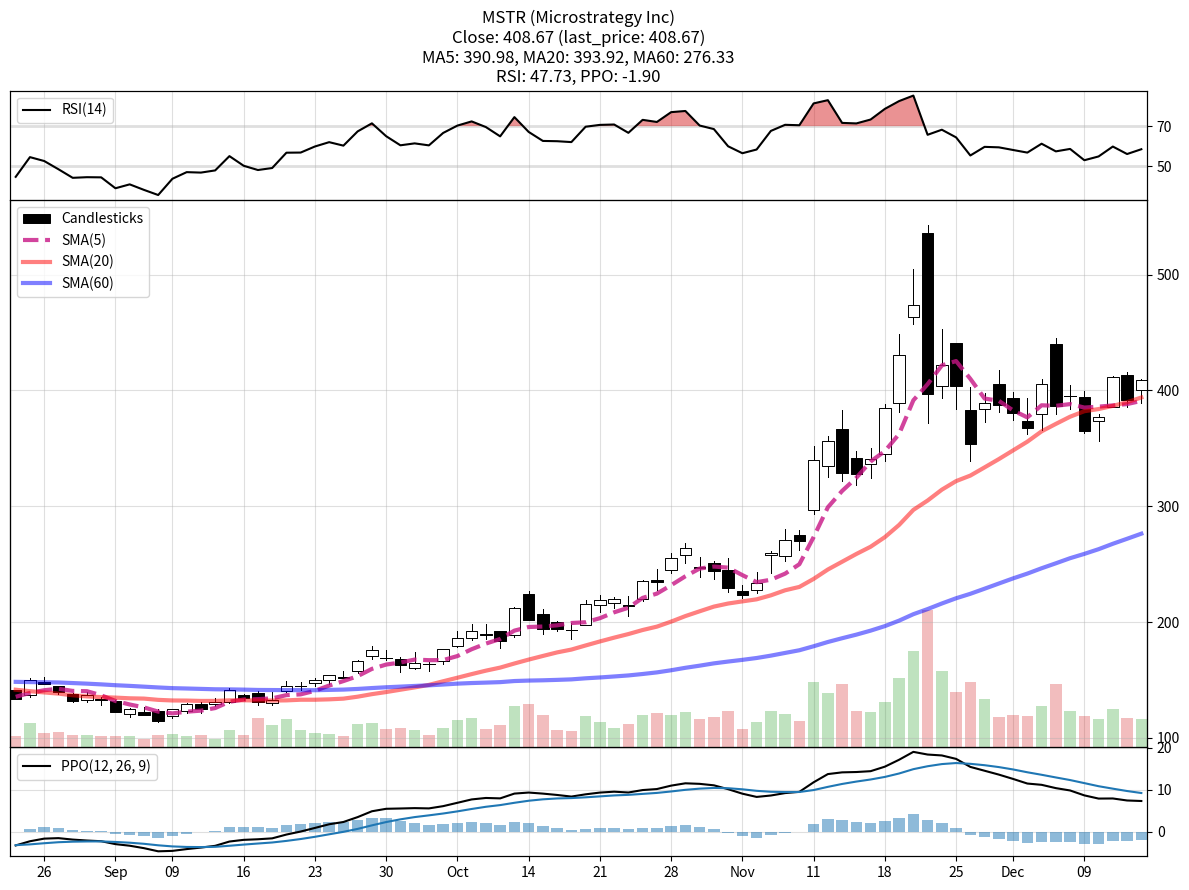 MSTR (Microstrategy Inc)
Close: 408.67 (last_price: 408.67)
MA5: 390.98, MA20: 393.92, MA60: 276.33
RSI: 47.73, PPO: -1.90
RSI(14)
70
50
Candlesticks
SMA(5)
SMA(20)
SMA(60)
500
400
300
200
100
PPO(12, 26, 9)
20
10
0
26 Sep 09 16 23 30 Oct 14 21 28 Nov 11 18 25 Dec 09